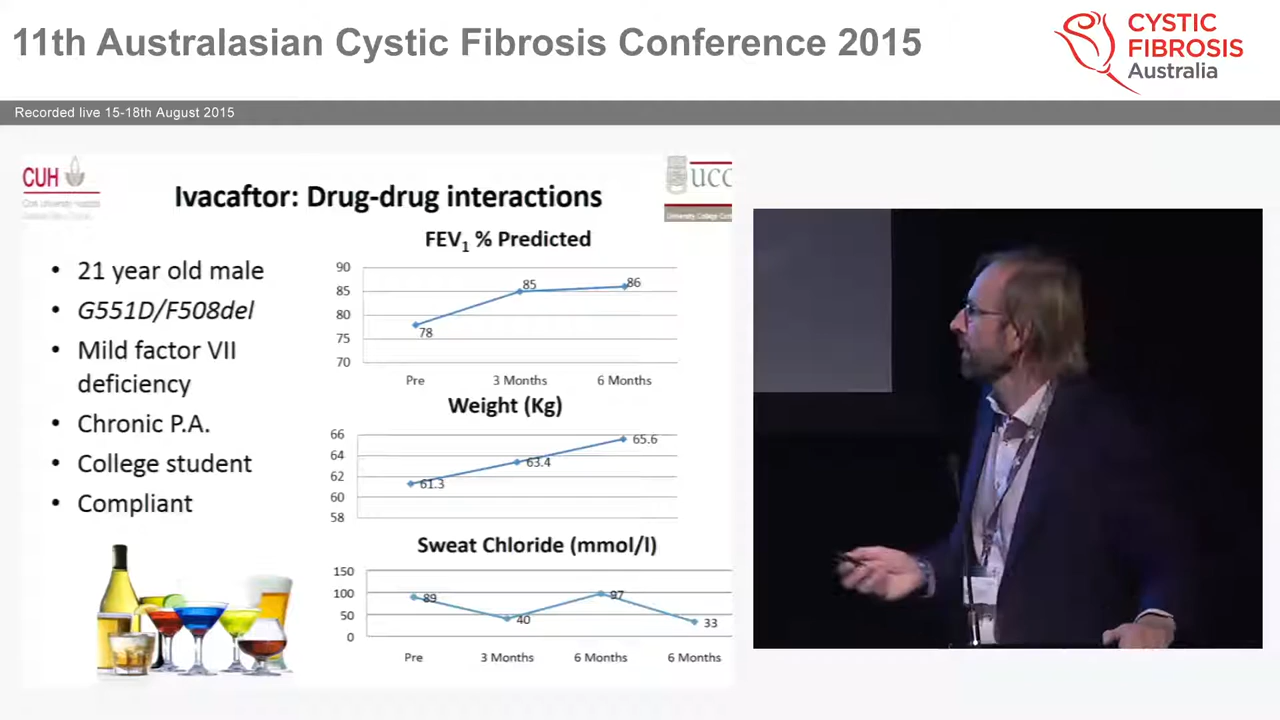 11th Australasian Cystic Fibrosis Conference 2015
CYSTIC
FIBROSIS
Australia
Recorded live 15-18th August 2015
CUH
UCC
Ivacaftor: Drug-drug interactions
• 21 year old male
• G551D/F508del
• Mild factor VII
deficiency
• Chronic P.A.
• College student
• Compliant
FEV1 % Predicted
90
85
80
75
70
78
85
86
Pre
3 Months
6 Months
Weight (Kg)
66
64
62
60
58
61.3
63.4
65.6
Sweat Chloride (mmol/l)
150
100
50
0
89
40
97
33
Pre
3 Months
6 Months
6 Months